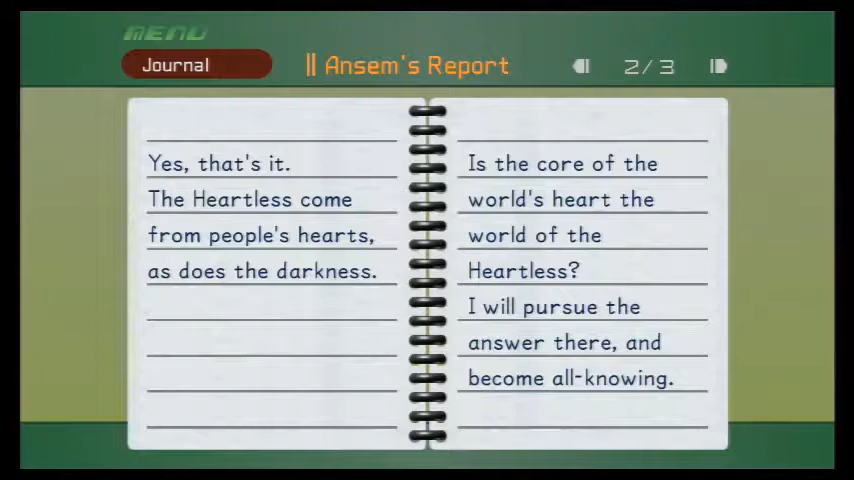 MENU
Journal
Ansem's Report
2/3
Yes, that's it.
The Heartless come
from people's hearts,
as does the darkness.
Is the core of the
world's heart the
world of the
Heartless?
I will pursue the
answer there, and
become all-knowing.